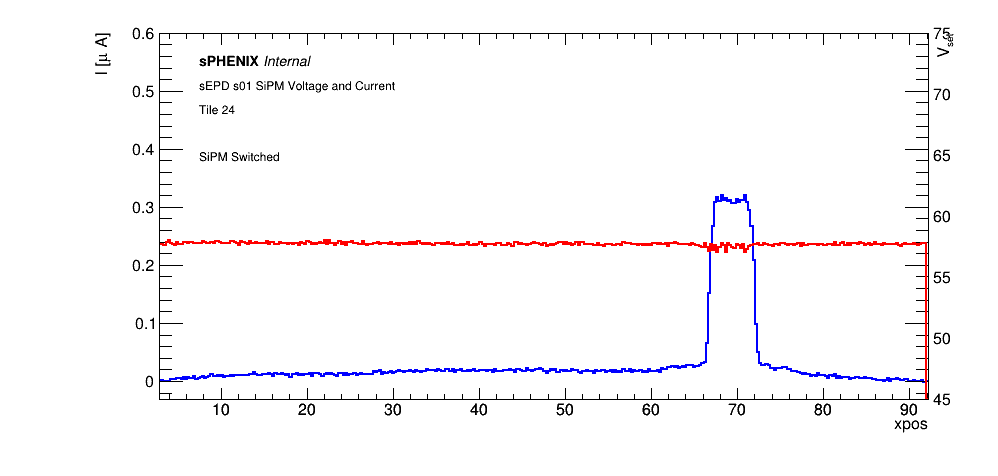 I [μ A]
0.6
0.5
0.4
0.3
0.2
0.1
0
sPHENIX Internal
sEPD s01 SiPM Voltage and Current
Tile 24
SiPM Switched
75
V set
70
65
60
55
50
45
10 20 30 40 50 60 70 80 90
xpos